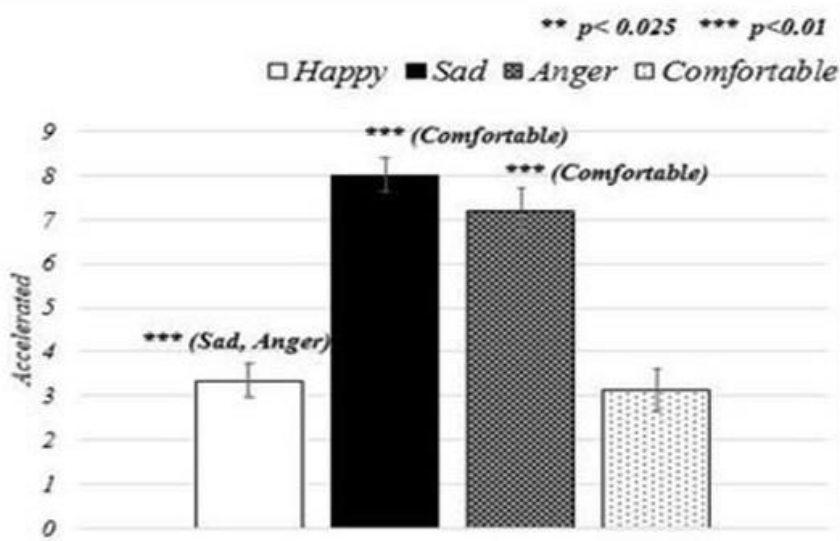 ** p< 0.025 *** p<0.01
Happy Sad Anger Comfortable
9
*** (Comfortable)
8
*** (Comfortable)
7
6
5
Accelerated
*** (Sad, Anger)
4
3
2
1
0